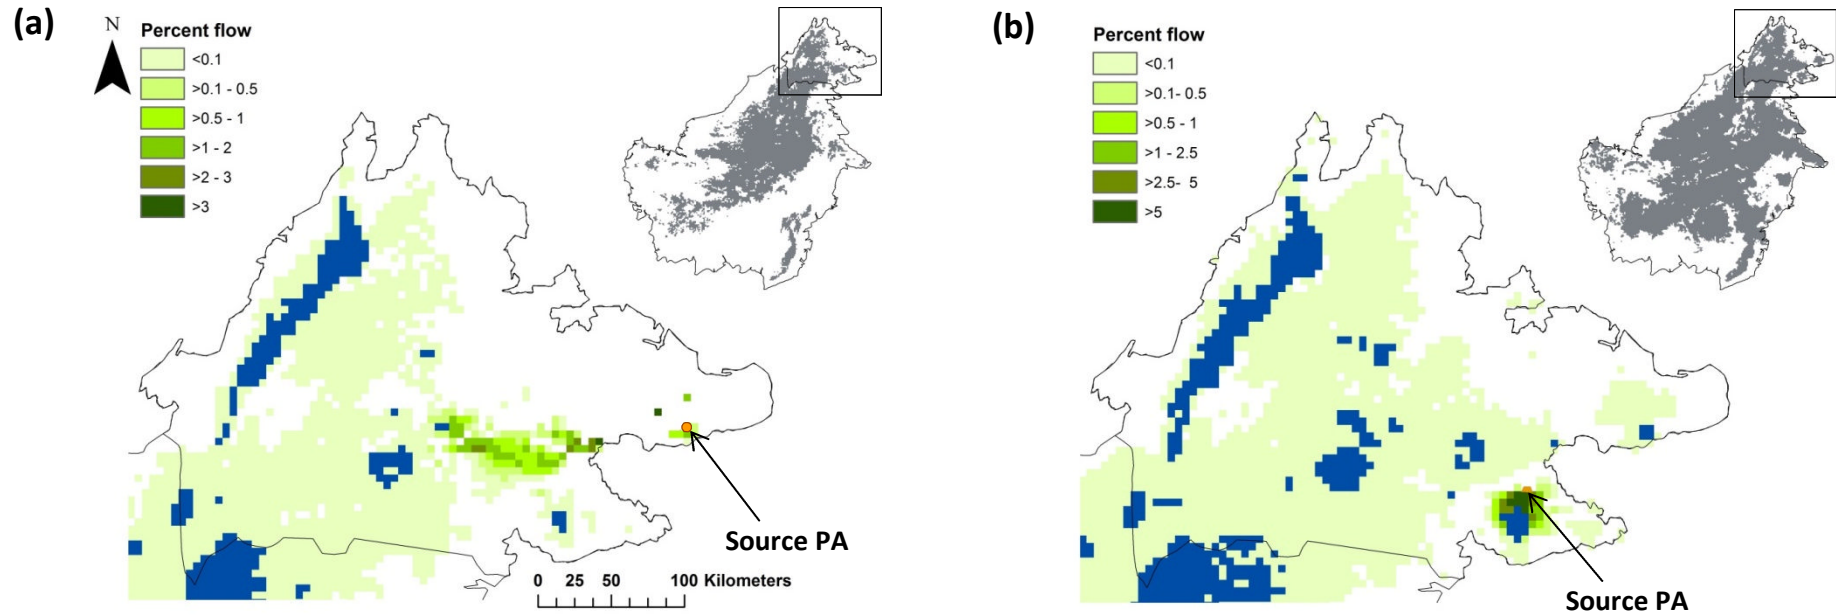 (a)
N
Percent flow
<0.1
>0.1 - 0.5
>0.5 - 1
>1 - 2
>2 - 3
>3
Source PA
0 25 50 100 Kilometers
(b)
Percent flow
<0.1
>0.1- 0.5
>0.5 - 1
>1 - 2.5
>2.5- 5
>5
Source PA